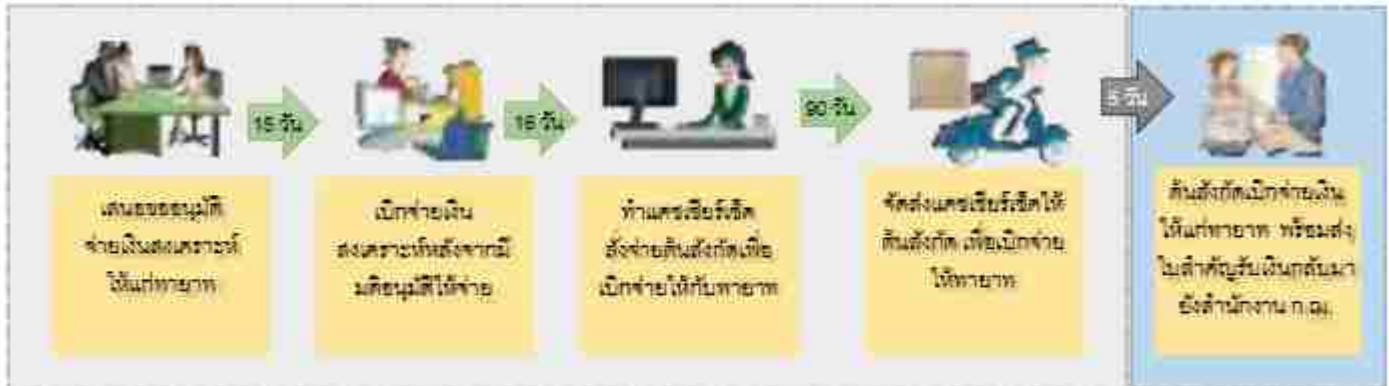 15 วัน
15 วัน
90 วัน
5 วัน
เสนอขออนุมัติ
จ่ายเงินสงเคราะห์
ให้แก่ทายาท
เบิกจ่ายเงิน
สงเคราะห์หลังจากมี
มติอนุมัติให้จ่าย
ทำแคชเชียร์เช็ค
สั่งจ่ายต้นสังกัดเพื่อ
เบิกจ่ายให้กับทายาท
จัดส่งแคชเชียร์เช็คให้
ต้นสังกัด เพื่อเบิกจ่าย
ให้ทายาท
ต้นสังกัดเบิกจ่ายเงิน
ให้แก่ทายาท พร้อมส่ง
ใบสำคัญรับเงินกลับมา
ยังสำนักงาน